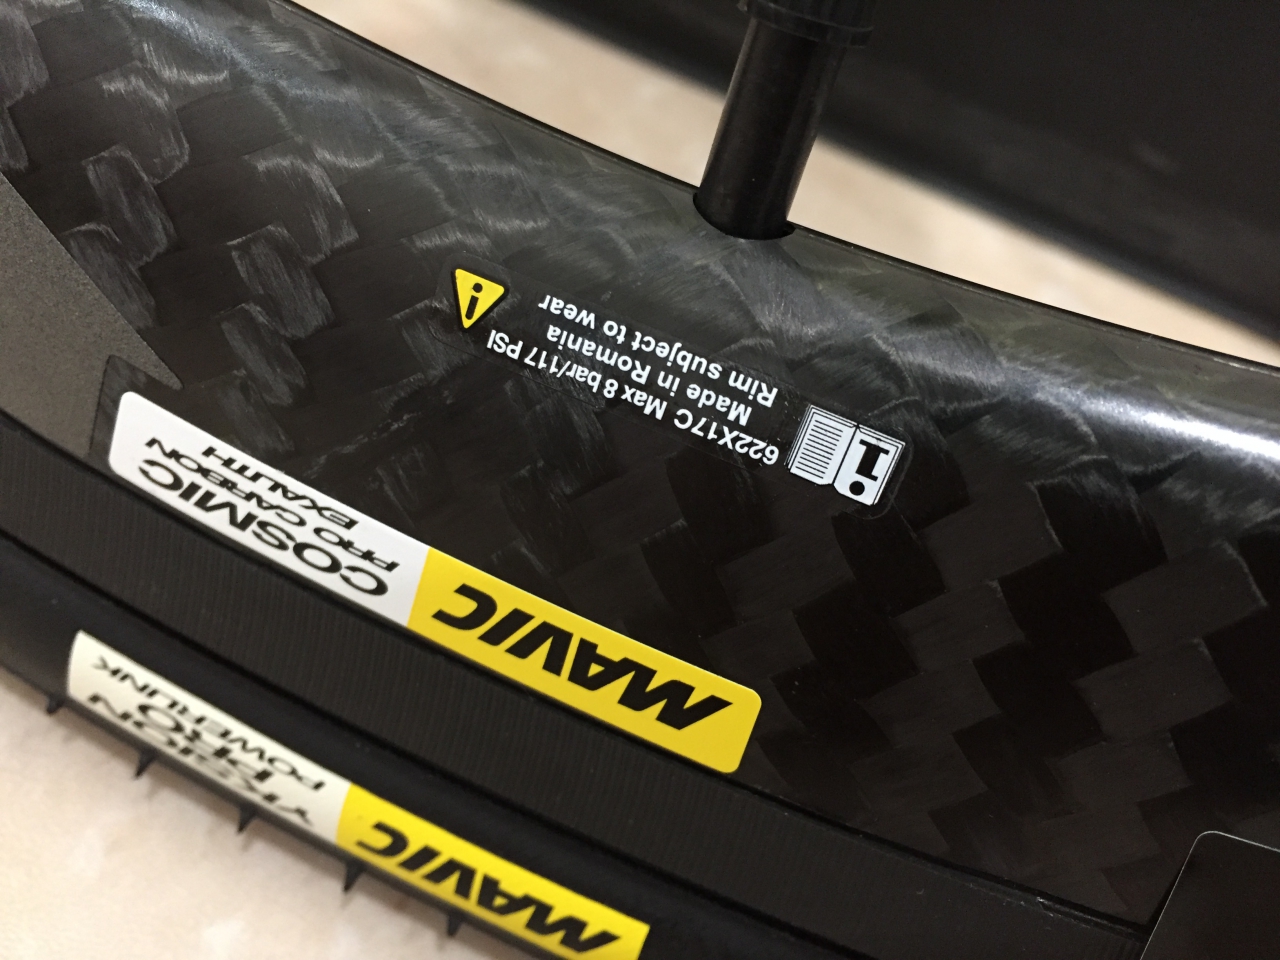 622X17C Max 8 bar/117 PSI
Made in Romania
Rim subject to wear
i
i
MAVIC
COSMIC
PRO CARBON
EXALITH
MAVIC
YKSION
PRO
POWERLINK